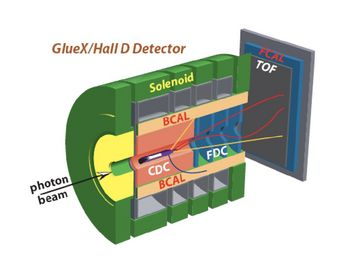 GlueX/Hall D Detector
FCAL
TOF
Solenoid
BCAL
FDC
CDC
BCAL
photon
beam